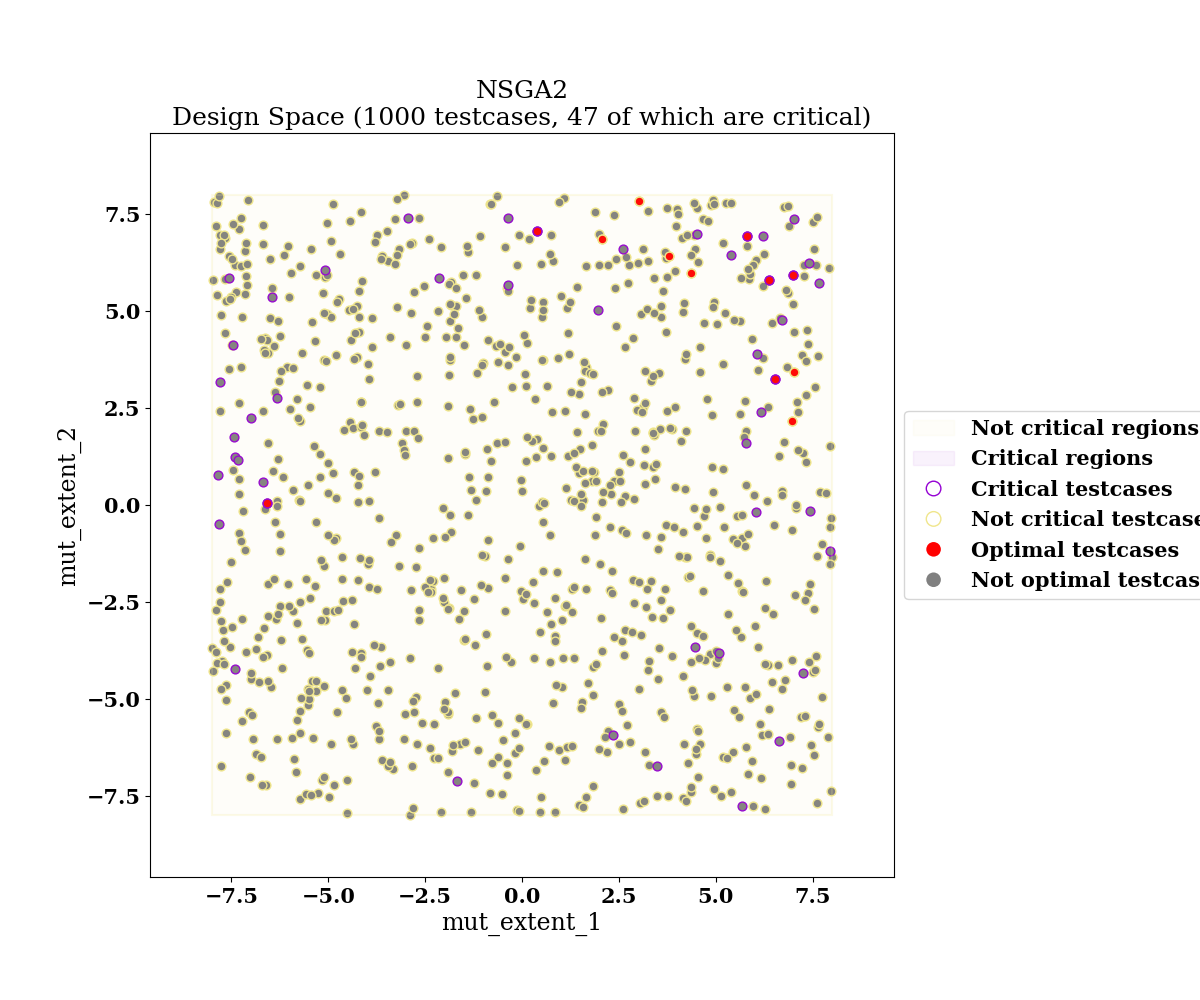 NSGA2
Design Space (1000 testcases, 47 of which are critical)
7.5
5.0
2.5
0.0
−2.5
−5.0
−7.5
mut_extent_2
−7.5 −5.0 −2.5 0.0 2.5 5.0 7.5
mut_extent_1
Not critical regions
Critical regions
Critical testcases
Not critical testcase
Optimal testcases
Not optimal testcas